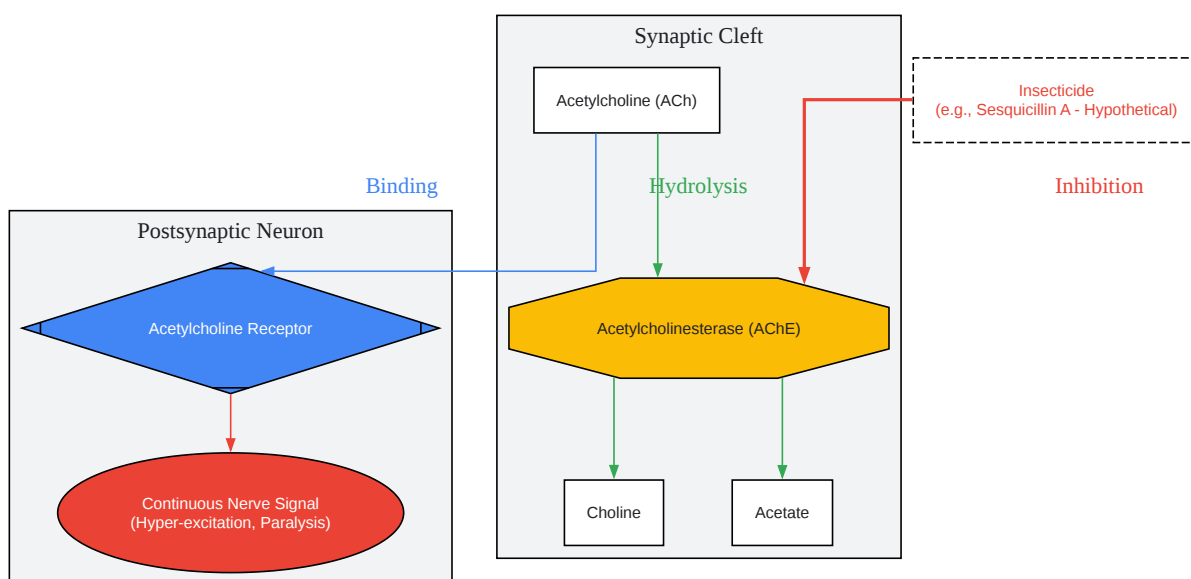 Synaptic Cleft
Acetylcholine (ACh)
Insecticide
(e.g., Sesquicillin A - Hypothetical)
Binding
Hydrolysis
Inhibition
Postsynaptic Neuron
Acetylcholine Receptor
Acetylcholinesterase (AChE)
Continuous Nerve Signal
(Hyper-excitation, Paralysis)
Choline
Acetate